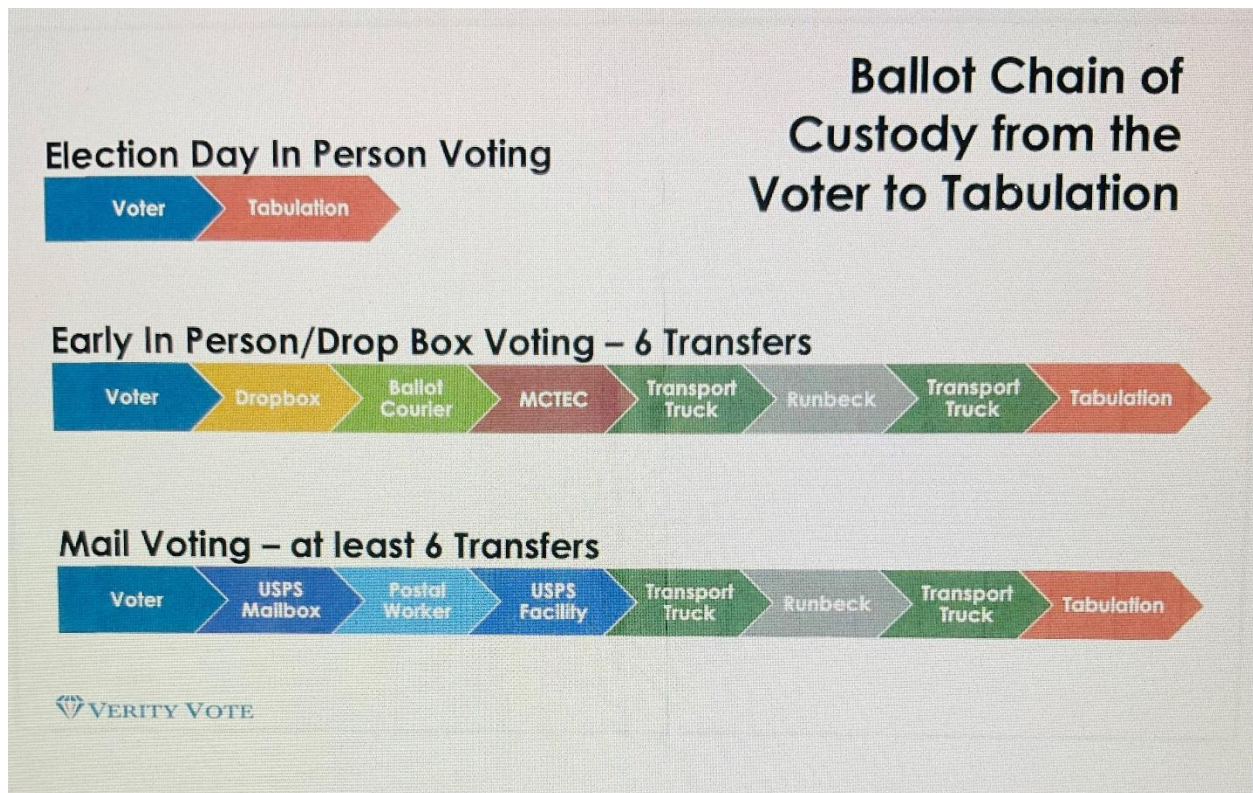 Ballot Chain of
Custody from the
Voter to Tabulation
Election Day In Person Voting
Voter
Tabulation
Early In Person/Drop Box Voting – 6 Transfers
Voter
Dropbox
Ballot
Courier
MCTEC
Transport
Truck
Runbeck
Transport
Truck
Tabulation
Mail Voting – at least 6 Transfers
Voter
USPS
Mailbox
Postal
Worker
USPS
Facility
Transport
Truck
Runbeck
Transport
Truck
Tabulation
VERITY VOTE